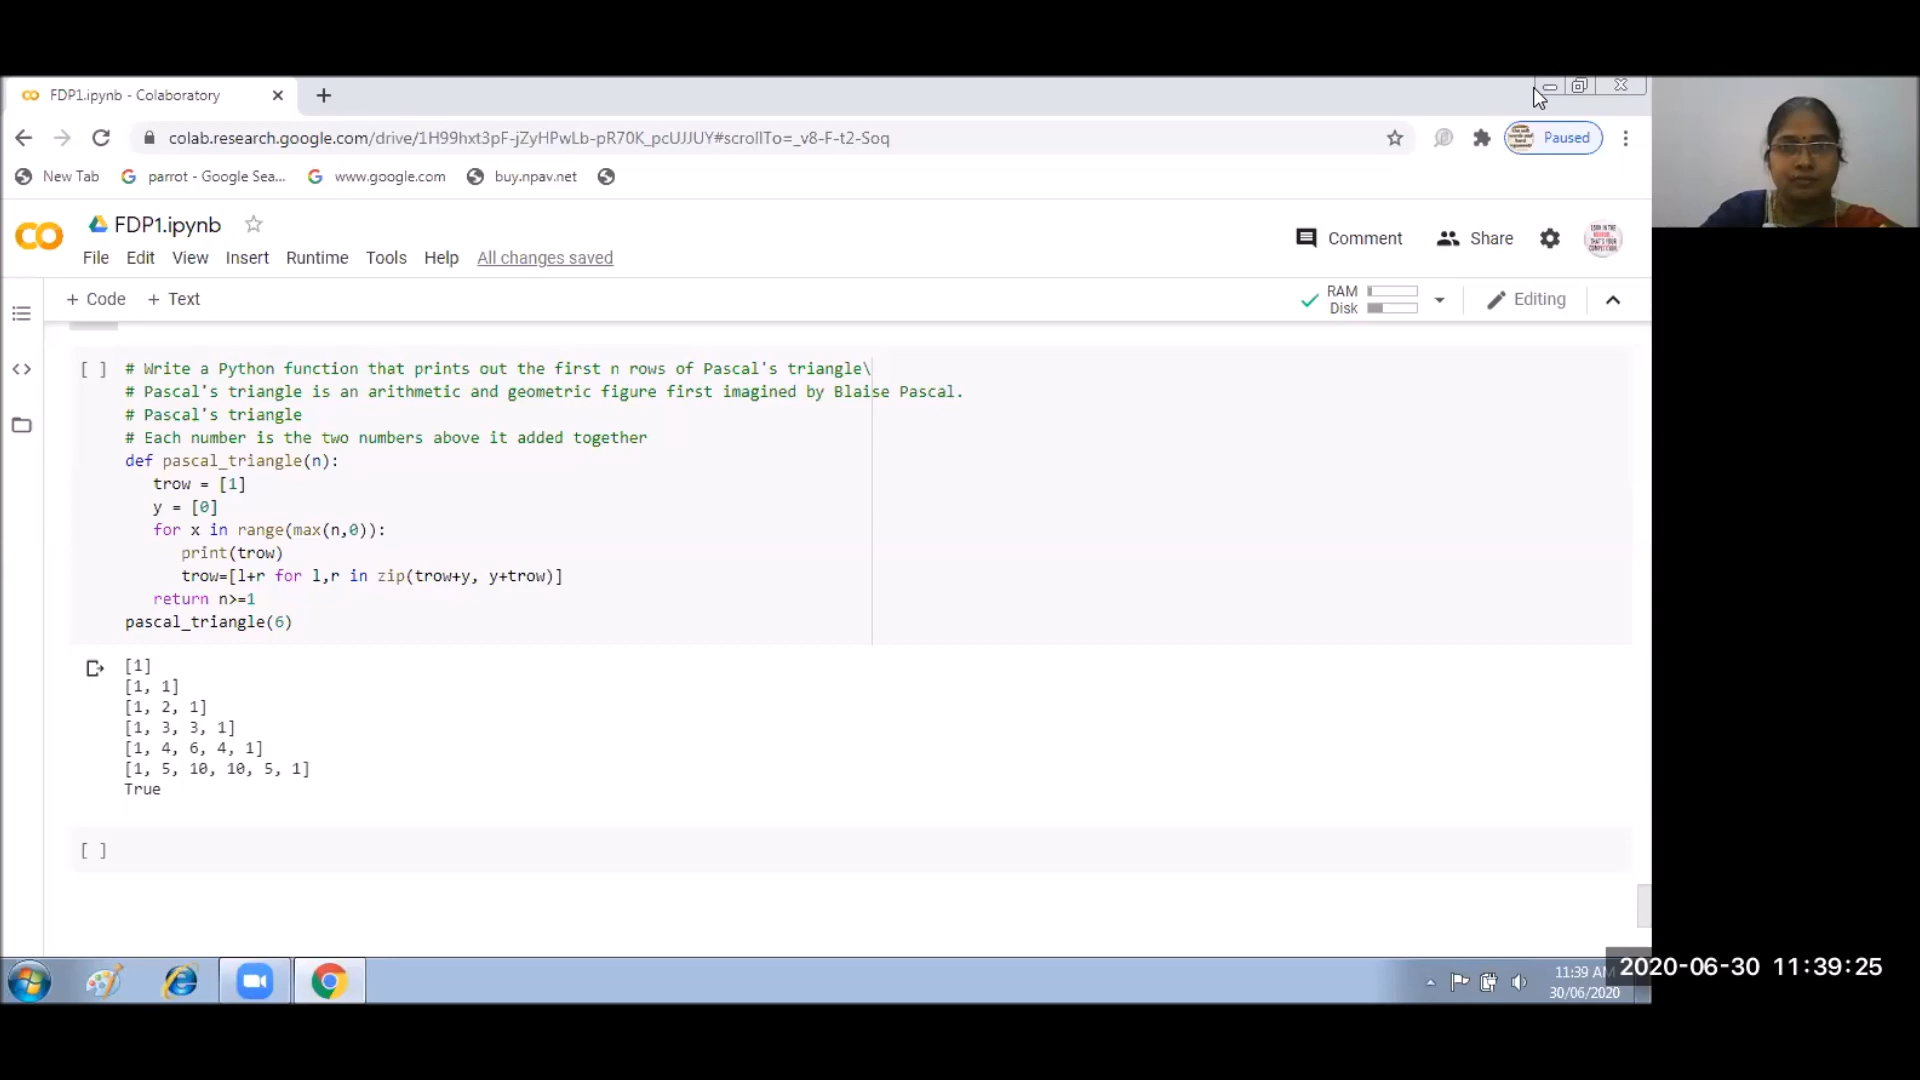 FDP1.ipynb - Colaboratory
colab.research.google.com/drive/1H99hxt3pF-jZyHPwLb-pR70K_pcUJJUY#scrollTo=_v8-F-t2-Soq
Paused
New Tab parrot - Google Sea... www.google.com buy.npav.net
CO FDP1.ipynb
Comment Share
File Edit View Insert Runtime Tools Help All changes saved
+ Code + Text
RAM
Disk
Editing
[ ] # Write a Python function that prints out the first n rows of Pascal's triangle\
# Pascal's triangle is an arithmetic and geometric figure first imagined by Blaise Pascal.
# Pascal's triangle
# Each number is the two numbers above it added together
def pascal_triangle(n):
trow = [1]
y = [0]
for x in range(max(n,0)):
print(trow)
trow=[l+r for l,r in zip(trow+y, y+trow)]
return n>=1
pascal_triangle(6)
[1]
[1, 1]
[1, 2, 1]
[1, 3, 3, 1]
[1, 4, 6, 4, 1]
[1, 5, 10, 10, 5, 1]
True
[ ]
11:39 AM
30/06/2020
2020-06-30 11:39:25